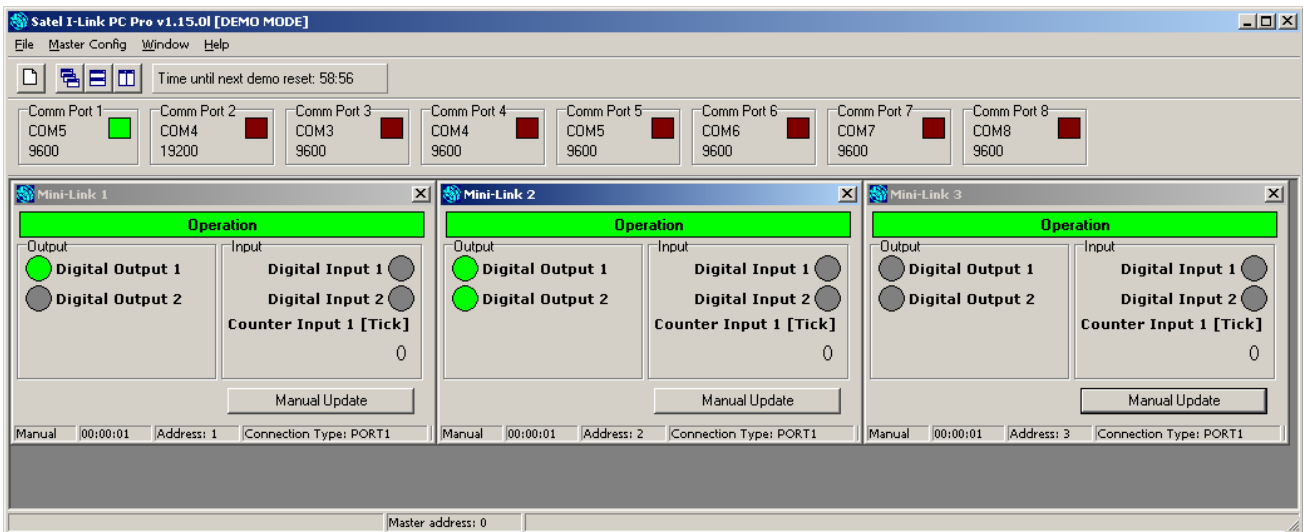 Satel I-Link PC Pro v1.15.0l [DEMO MODE]
File Master Config Window Help
Time until next demo reset: 58:56
Comm Port 1 Comm Port 2 Comm Port 3 Comm Port 4 Comm Port 5 Comm Port 6 Comm Port 7 Comm Port 8
COM5 COM4 COM3 COM4 COM5 COM6 COM7 COM8
9600 19200 9600 9600 9600 9600 9600 9600
Mini-Link 1
Operation
Output Input
Digital Output 1 Digital Input 1
Digital Output 2 Digital Input 2
Counter Input 1 [Tick]
0
Manual Update
Manual 00:00:01 Address: 1 Connection Type: PORT1
Mini-Link 2
Operation
Output Input
Digital Output 1 Digital Input 1
Digital Output 2 Digital Input 2
Counter Input 1 [Tick]
0
Manual Update
Manual 00:00:01 Address: 2 Connection Type: PORT1
Mini-Link 3
Operation
Output Input
Digital Output 1 Digital Input 1
Digital Output 2 Digital Input 2
Counter Input 1 [Tick]
0
Manual Update
Manual 00:00:01 Address: 3 Connection Type: PORT1
Master address: 0